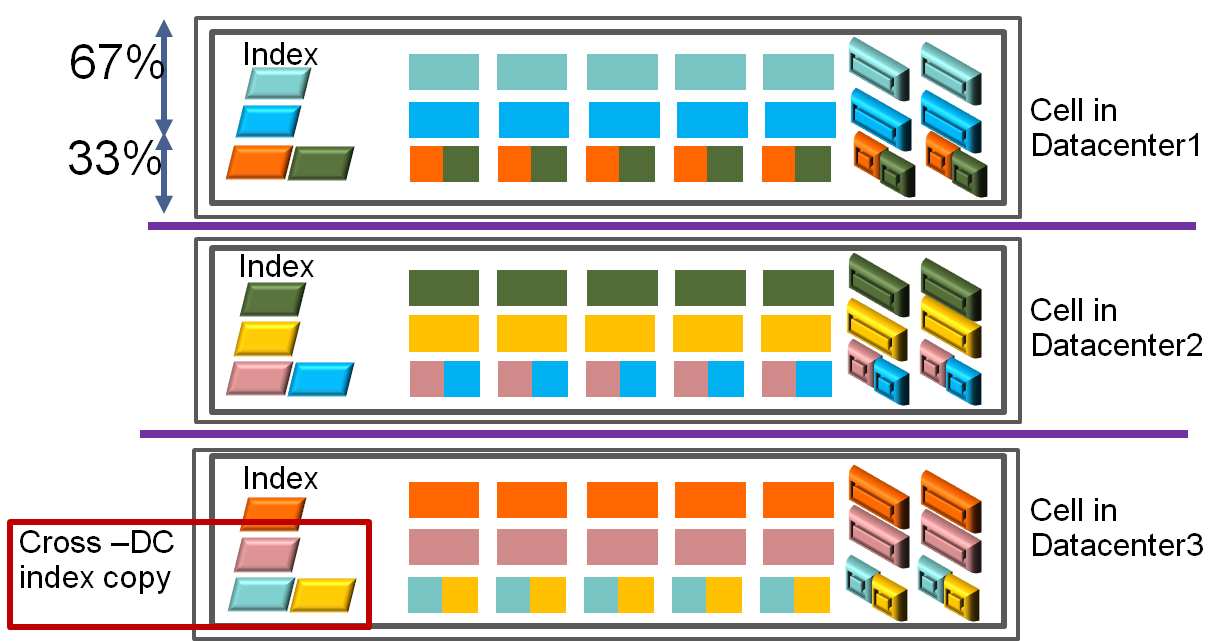 67%
33%
Index
Cell in
Datacenter1
Index
Cell in
Datacenter2
Index
Cell in
Datacenter3
Cross –DC
index copy